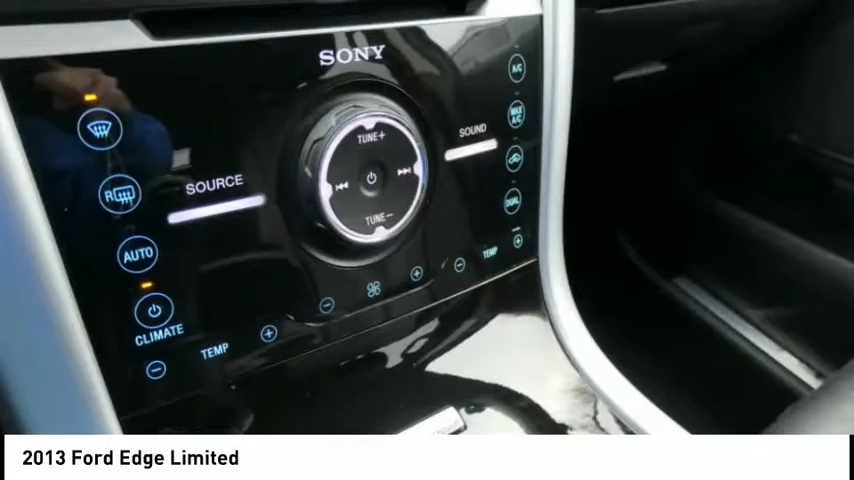 SONY
A/C
TUNE+
MAX
A/C
SOUND
R
SOURCE
TUNE-
DUAL
AUTO
TEMP
CLIMATE
TEMP
2013 Ford Edge Limited